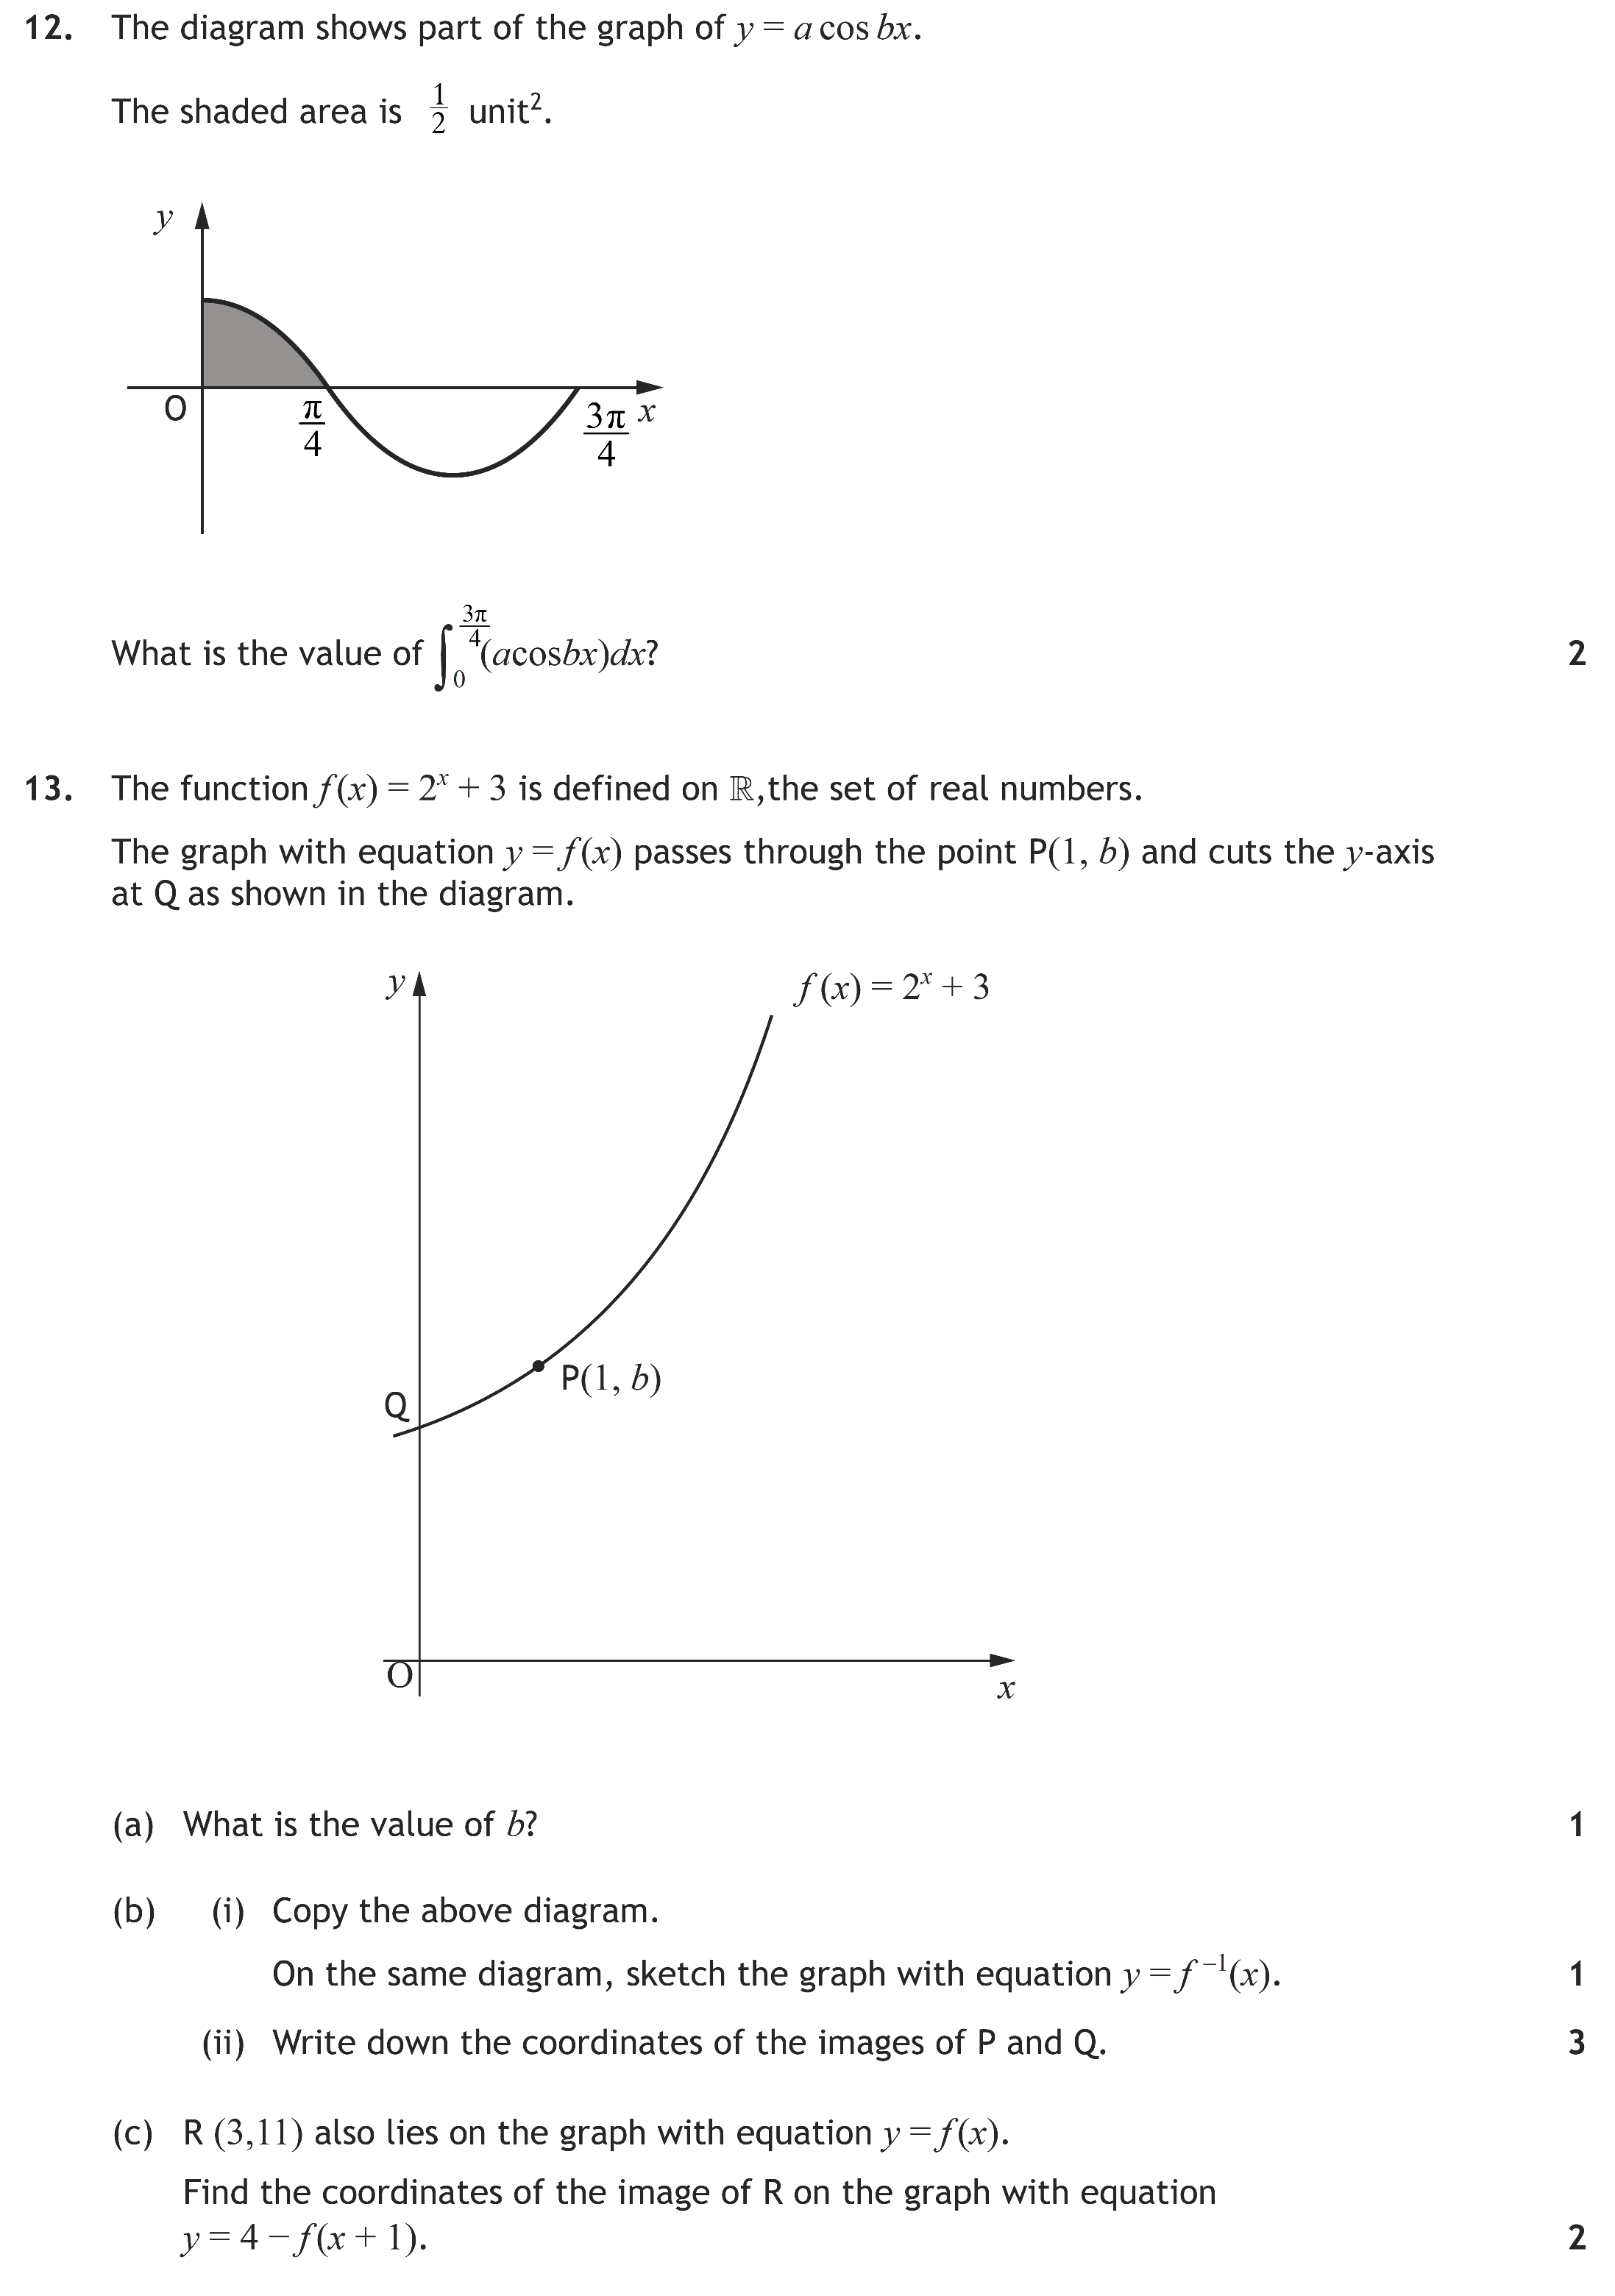 12. The diagram shows part of the graph of y = a cos bx.
The shaded area is 1/2 unit².
y
O
π/4
3π/4
x
What is the value of ∫₀^(3π/4) (acosbx)dx? 2
13. The function f(x) = 2ˣ + 3 is defined on ℝ,the set of real numbers.
The graph with equation y = f(x) passes through the point P(1, b) and cuts the y-axis
at Q as shown in the diagram.
y
f(x) = 2ˣ + 3
P(1, b)
Q
O
x
(a) What is the value of b? 1
(b) (i) Copy the above diagram.
On the same diagram, sketch the graph with equation y = f⁻¹(x). 1
(ii) Write down the coordinates of the images of P and Q. 3
(c) R (3,11) also lies on the graph with equation y = f(x).
Find the coordinates of the image of R on the graph with equation
y = 4 − f(x + 1). 2